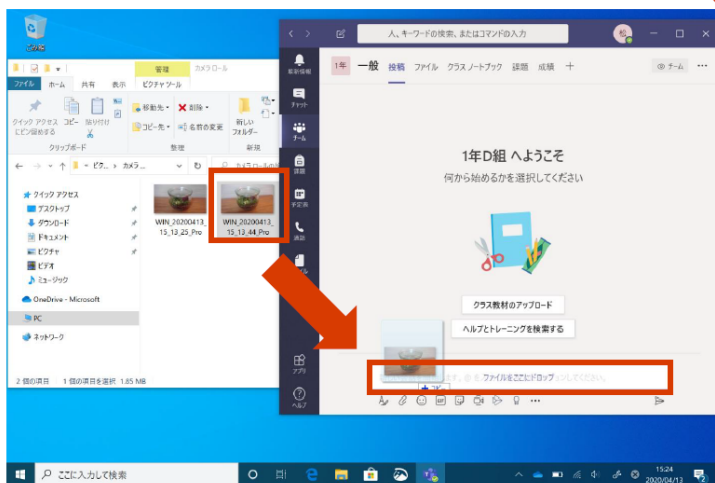 ごみ箱
管理
カメラ ロール
ファイル ホーム 共有 表示 ピクチャ ツール
クイック アクセス にピン留めする
コピー 貼り付け
移動先 削除
コピー先 名前の変更
新しい フォルダー
クリップボード 整理 新規
ピク... カメラ...
クイック アクセス
デスクトップ
ダウンロード
ドキュメント
ピクチャ
ビデオ
ミュージック
OneDrive - Microsoft
PC
ネットワーク
WIN_20200413_
15_13_25_Pro
WIN_20200413_
15_13_44_Pro
2 個の項目 1 個の項目を選択 1.85 MB
人、キーワードの検索、またはコマンドの入力
最新情報
チャット
チーム
課題
予定表
通話
アプリ
ヘルプ
1年 一般 投稿 ファイル クラス ノートブック 課題 成績 +
チーム
1年D組 へようこそ
何から始めるかを選択してください
クラス教材のアップロード
ヘルプとトレーニングを検索する
ファイルをここにドロップ
コピー
GIF
ここに入力して検索
15:24
2020/04/13